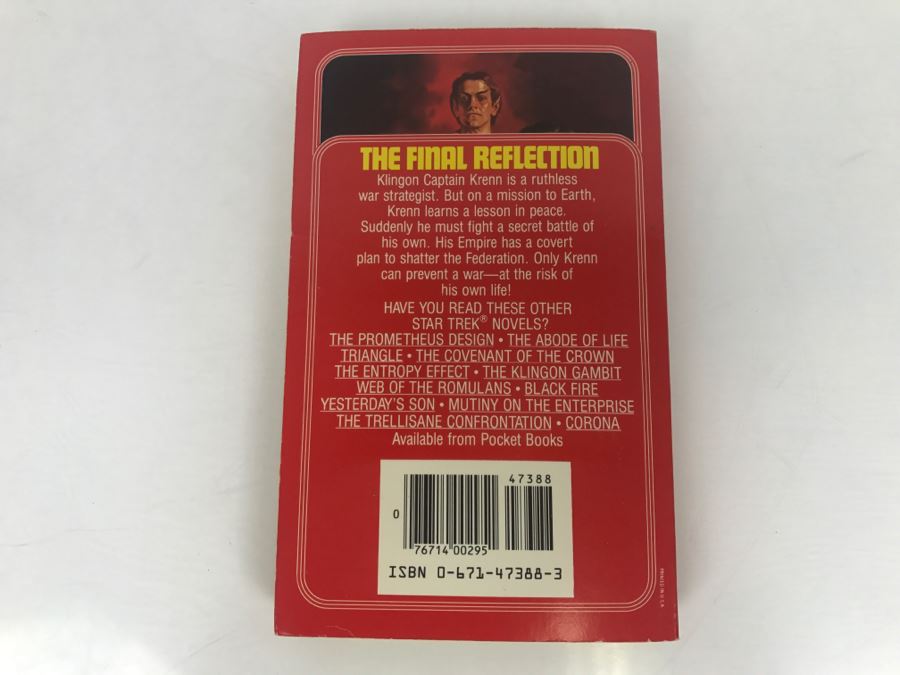 THE FINAL REFLECTION
Klingon Captain Krenn is a ruthless
war strategist. But on a mission to Earth,
Krenn learns a lesson in peace.
Suddenly he must fight a secret battle of
his own. His Empire has a covert
plan to shatter the Federation. Only Krenn
can prevent a war—at the risk of
his own life!
HAVE YOU READ THESE OTHER
STAR TREK® NOVELS?
THE PROMETHEUS DESIGN • THE ABODE OF LIFE
TRIANGLE • THE COVENANT OF THE CROWN
THE ENTROPY EFFECT • THE KLINGON GAMBIT
WEB OF THE ROMULANS • BLACK FIRE
YESTERDAY'S SON • MUTINY ON THE ENTERPRISE
THE TRELLISANE CONFRONTATION • CORONA
Available from Pocket Books
47388
0
76714 00295
ISBN 0-671-47388-3
PRINTED IN U.S.A.